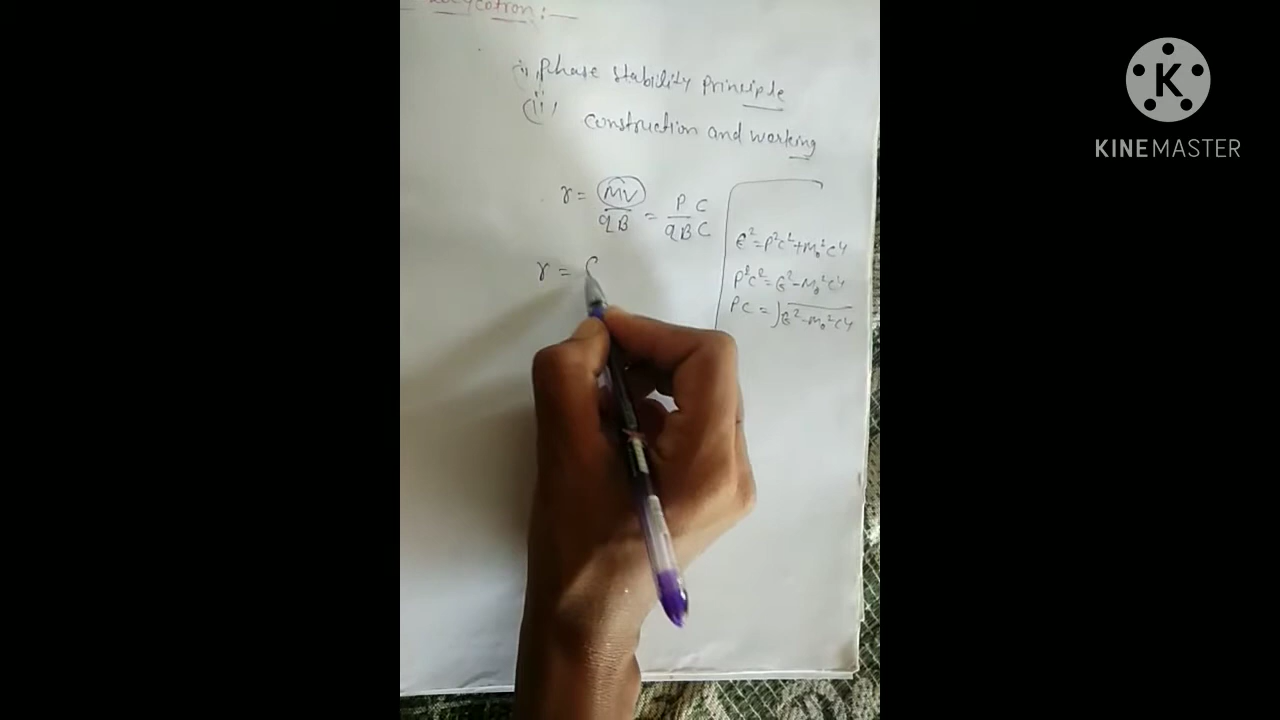 (i) Phase stability principle
(ii) construction and working
r = MV/qB = PC/qBC
E² = P²C² + M₀²C⁴
P²C² = E² - M₀²C⁴
PC = √E² - M₀²C⁴
r =
K
KINEMASTER